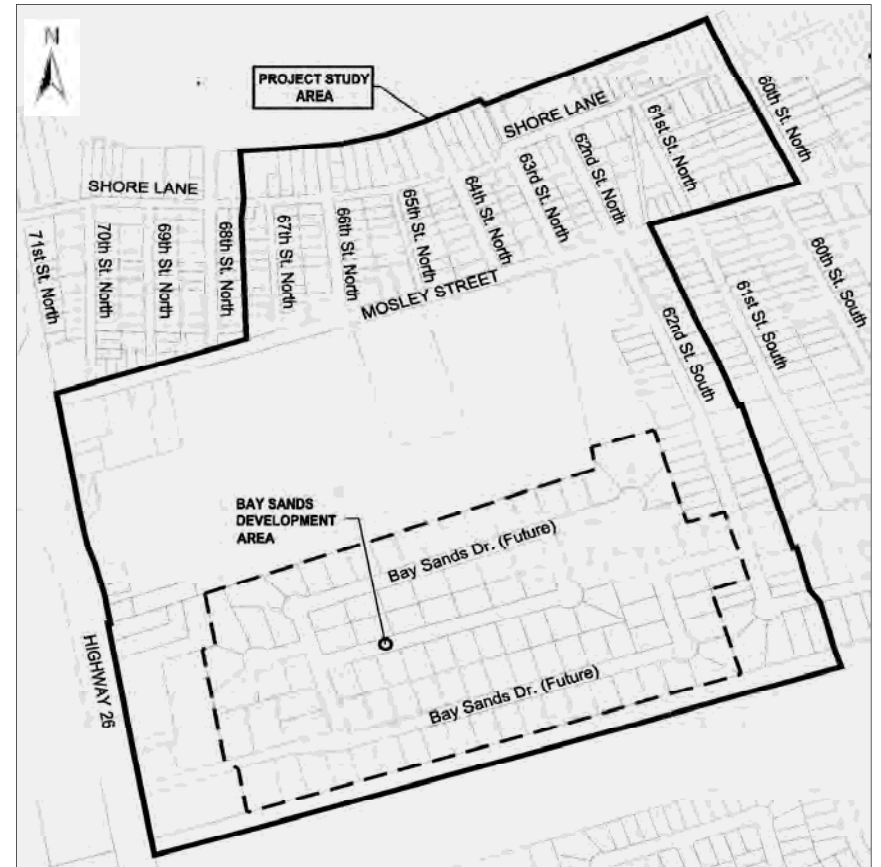 N
PROJECT STUDY
AREA
SHORE LANE
60th St. North
61st St. North
62nd St. North
63rd St. North
64th St. North
65th St. North
66th St. North
67th St. North
68th St. North
69th St. North
70th St. North
71st St. North
SHORE LANE
MOSLEY STREET
60th St. South
61st St. South
62nd St. South
BAY SANDS
DEVELOPMENT
AREA
Bay Sands Dr. (Future)
Bay Sands Dr. (Future)
HIGHWAY 26